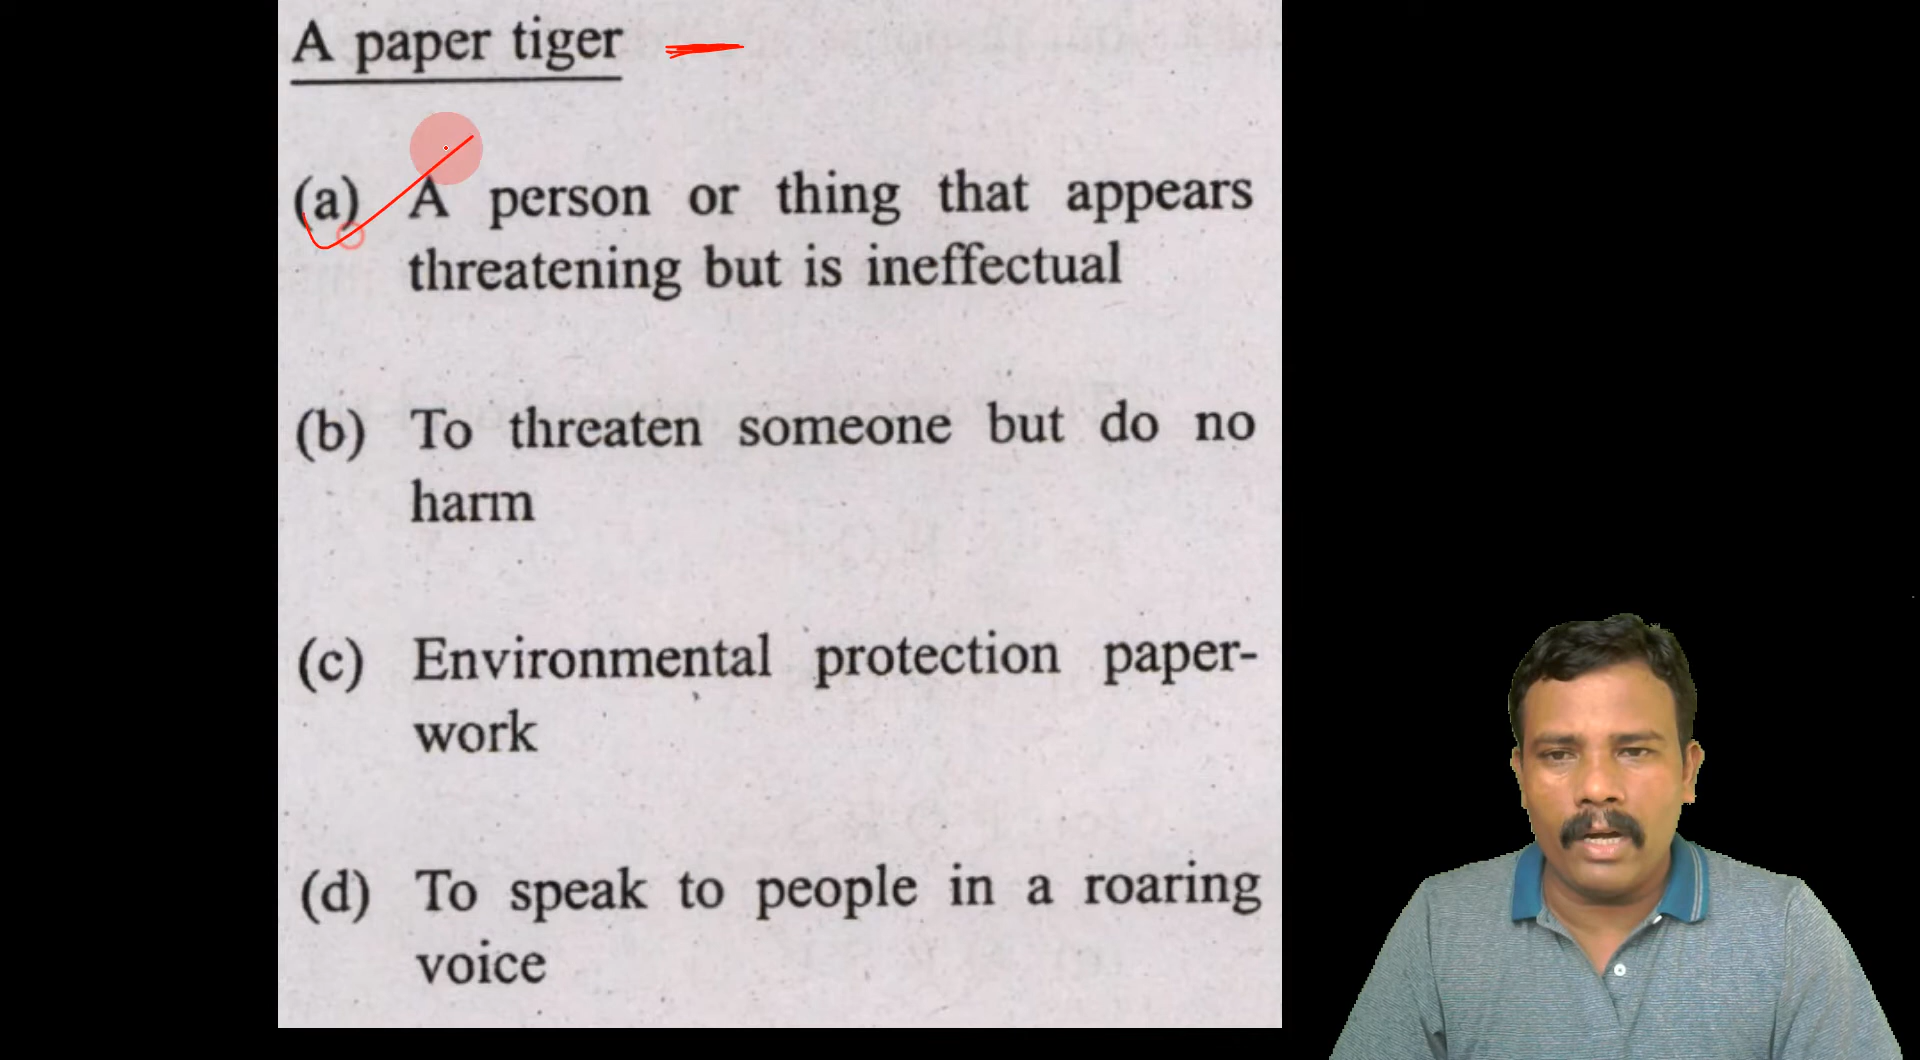 A paper tiger
(a) A person or thing that appears
threatening but is ineffectual
(b) To threaten someone but do no
harm
(c) Environmental protection paper-
work
(d) To speak to people in a roaring
voice